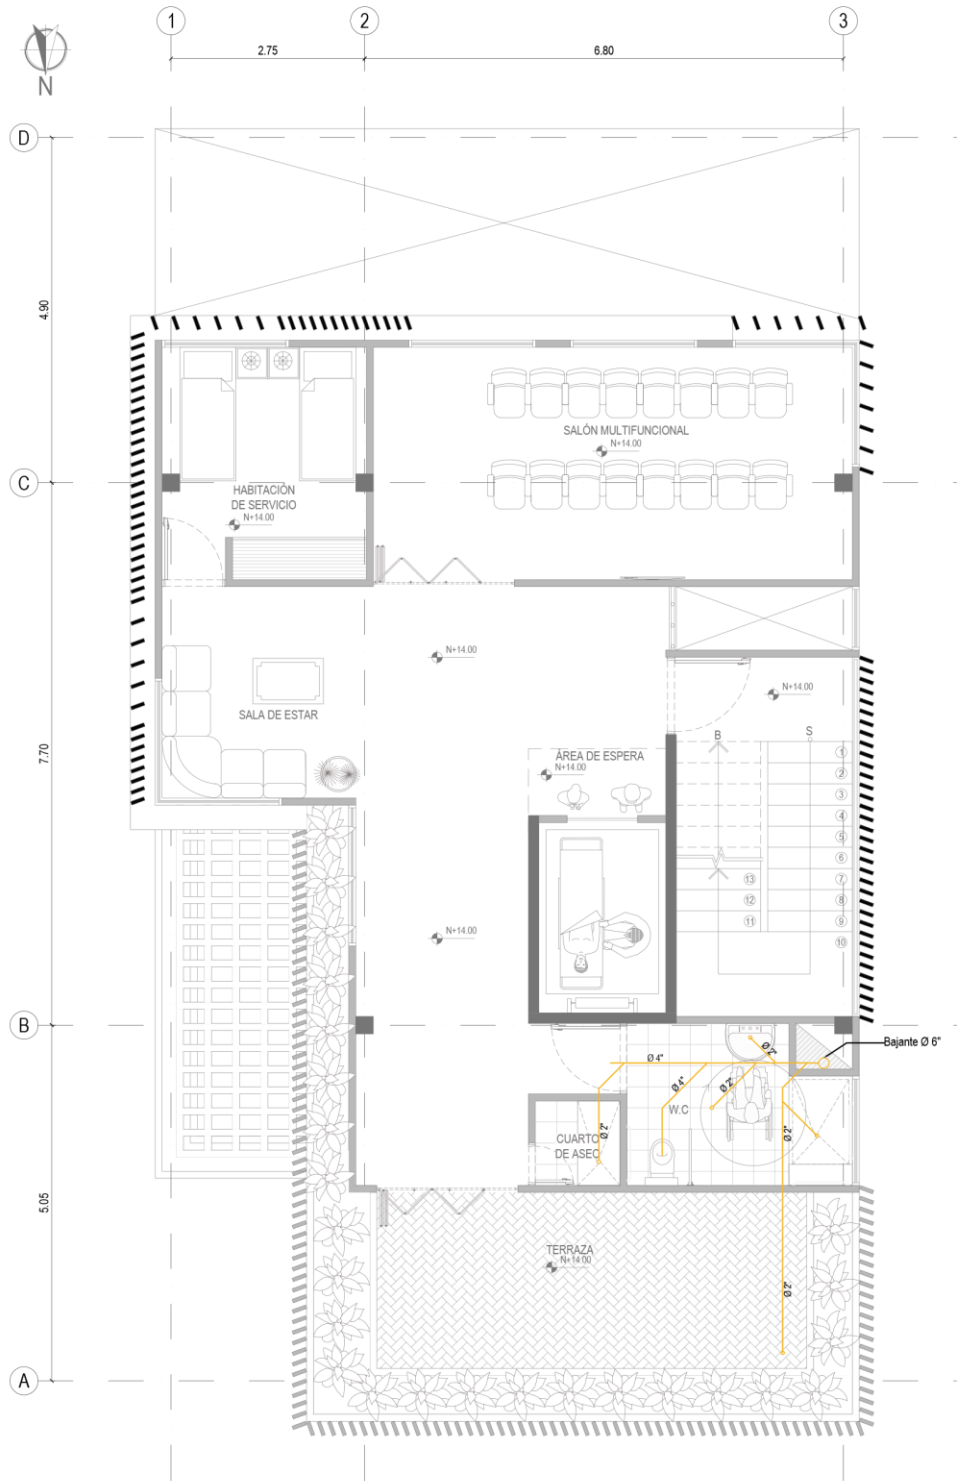 1
2
3
2.75
6.80
N
D
4.90
SALÓN MULTIFUNCIONAL
N+14.00
C
HABITACIÓN
DE SERVICIO
N+14.00
N+14.00
N+14.00
SALA DE ESTAR
B
S
7.70
ÁREA DE ESPERA
N+14.00
1
2
3
4
5
6
7
8
9
10
13
12
11
N+14.00
B
Bajante Ø 6"
Ø 2"
Ø 4"
Ø 4"
Ø 2"
W.C
Ø 2"
Ø 2"
CUARTO
DE ASEO
5.05
TERRAZA
N+14.00
Ø 2"
A